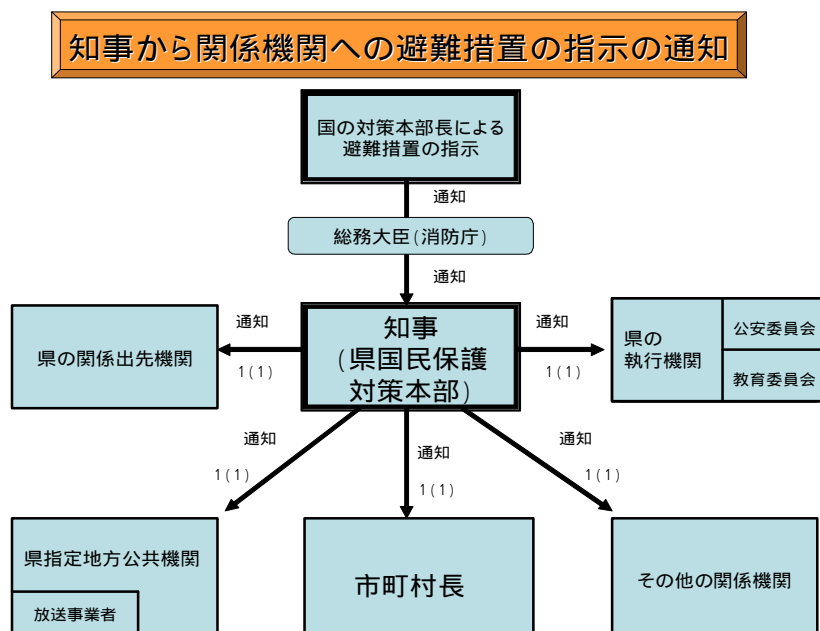 知事から関係機関への避難措置の指示の通知
国の対策本部長による
避難措置の指示
通知
総務大臣(消防庁)
通知
県の関係出先機関
通知
1(1)
知事
(県国民保護
対策本部)
通知
1(1)
県の
執行機関
公安委員会
教育委員会
通知
1(1)
通知
1(1)
通知
1(1)
県指定地方公共機関
放送事業者
市町村長
その他の関係機関